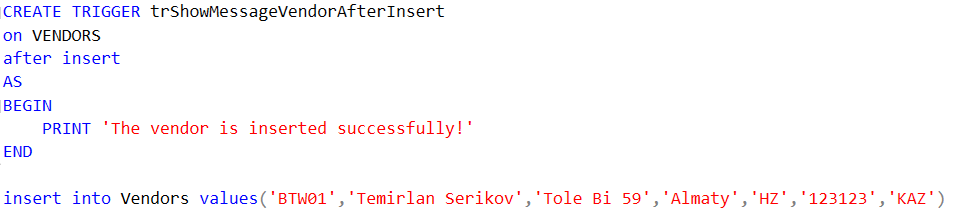 CREATE TRIGGER trShowMessageVendorAfterInsert
on VENDORS
after insert
AS
BEGIN
    PRINT 'The vendor is inserted successfully!'
END
insert into Vendors values('BTW01','Temirlan Serikov','Tole Bi 59','Almaty','HZ','123123','KAZ')